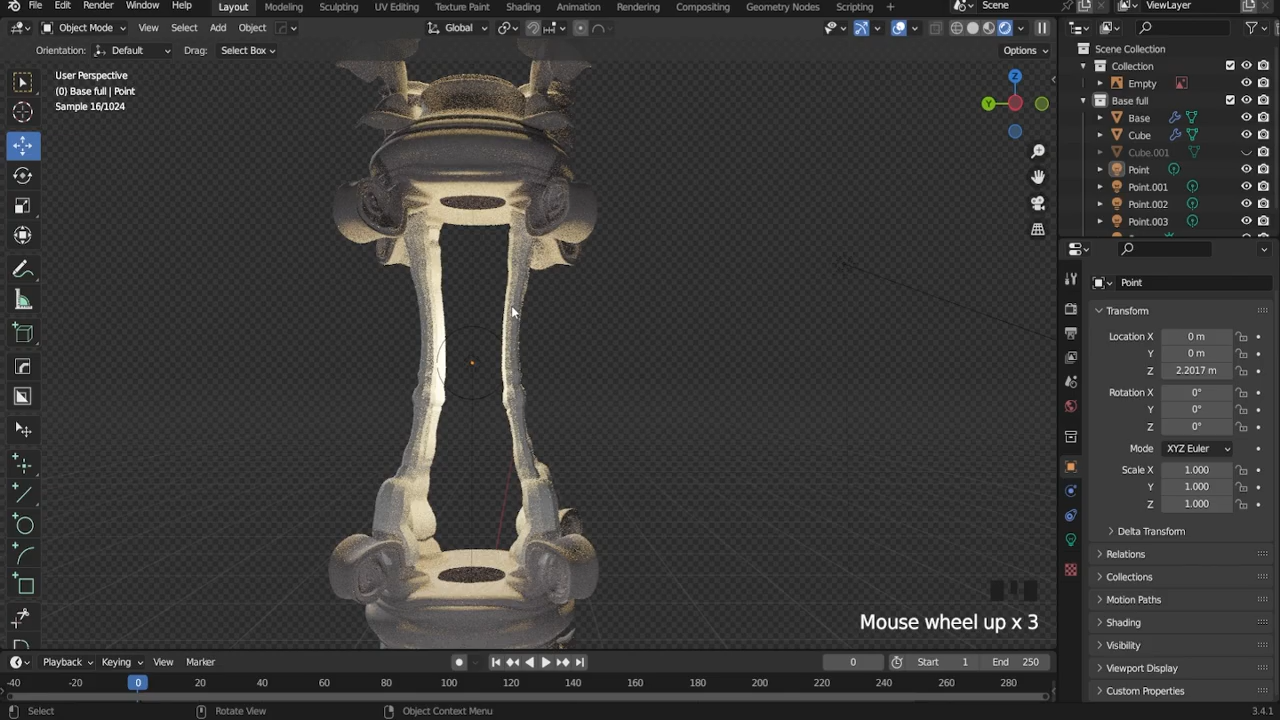 File Edit Render Window Help Layout Modeling Sculpting UV Editing Texture Paint Shading Animation Rendering Compositing Geometry Nodes Scripting + Scene ViewLayer
Object Mode View Select Add Object Global
Orientation: Default Drag: Select Box Options
User Perspective
(0) Base full | Point
Sample 16/1024
Z
Y
Scene Collection
Collection
Empty
Base full
Base
Cube
Cube.001
Point
Point.001
Point.002
Point.003
Point
Transform
Location X 0 m
Y 0 m
Z 2.2017 m
Rotation X 0°
Y 0°
Z 0°
Mode XYZ Euler
Scale X 1.000
Y 1.000
Z 1.000
Delta Transform
Relations
Collections
Motion Paths
Shading
Visibility
Viewport Display
Custom Properties
Mouse wheel up x 3
Playback Keying View Marker 0 Start 1 End 250
-40 -20 0 20 40 60 80 100 120 140 160 180 200 220 240 260 280
Select Rotate View Object Context Menu 3.4.1